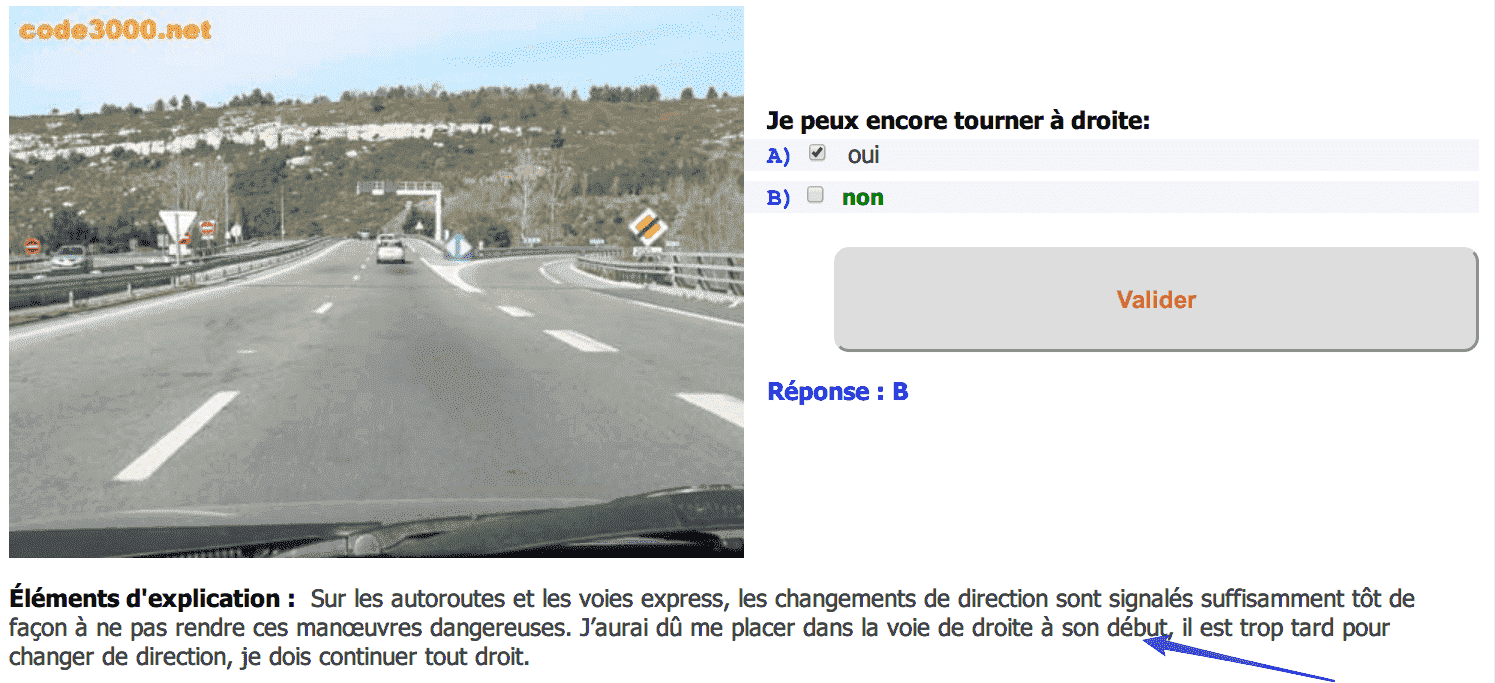 code3000.net
Je peux encore tourner à droite:
A) oui
B) non
Valider
Réponse : B
Éléments d'explication : Sur les autoroutes et les voies express, les changements de direction sont signalés suffisamment tôt de
façon à ne pas rendre ces manœuvres dangereuses. J’aurai dû me placer dans la voie de droite à son début, il est trop tard pour
changer de direction, je dois continuer tout droit.